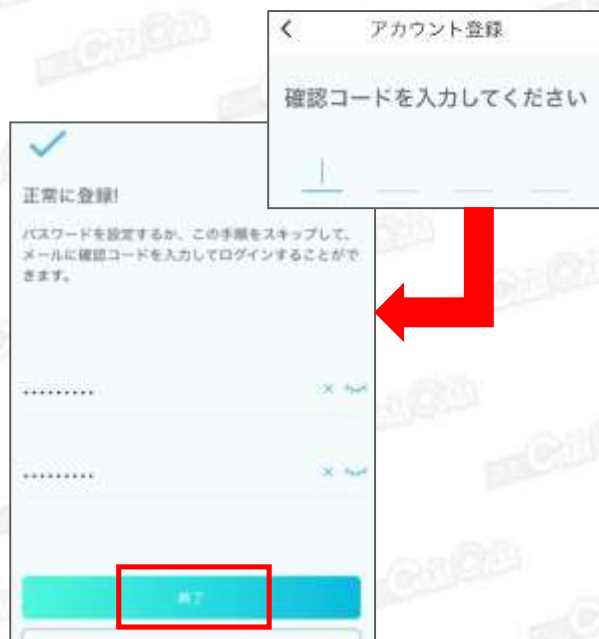 アカウント登録
確認コードを入力してください
正常に登録!
パスワードを設定するか、この手順をスキップして、
メールに確認コードを入力してログインすることがで
きます。
終了